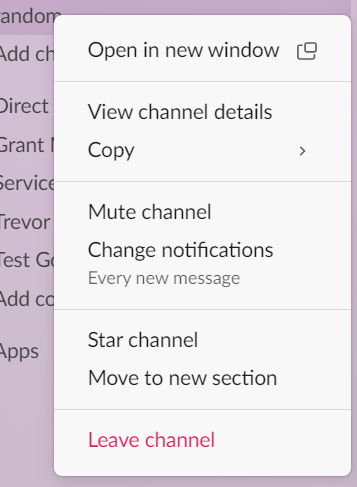 andom
Open in new window
Add ch
View channel details
Direct
Copy
Grant
Service
Mute channel
Trevor
Change notifications
Test Go
Every new message
Add co
Star channel
Apps
Move to new section
Leave channel